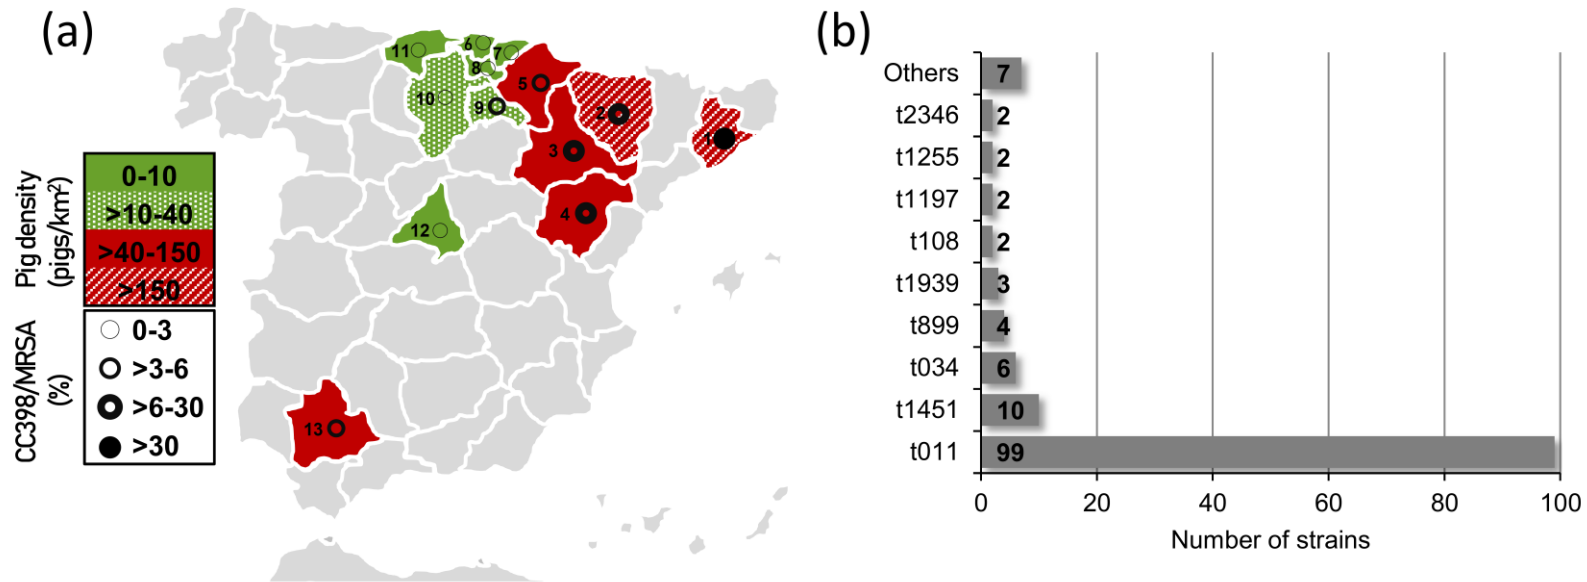 (a)
11
6
7
8
10
9
5
2
1
3
4
12
13
Pig density
(pigs/km²)
0-10
>10-40
>40-150
>150
CC398/MRSA
(%)
0-3
>3-6
>6-30
>30
(b)
Others 7
t2346 2
t1255 2
t1197 2
t108 2
t1939 3
t899 4
t034 6
t1451 10
t011 99
0 20 40 60 80 100
Number of strains